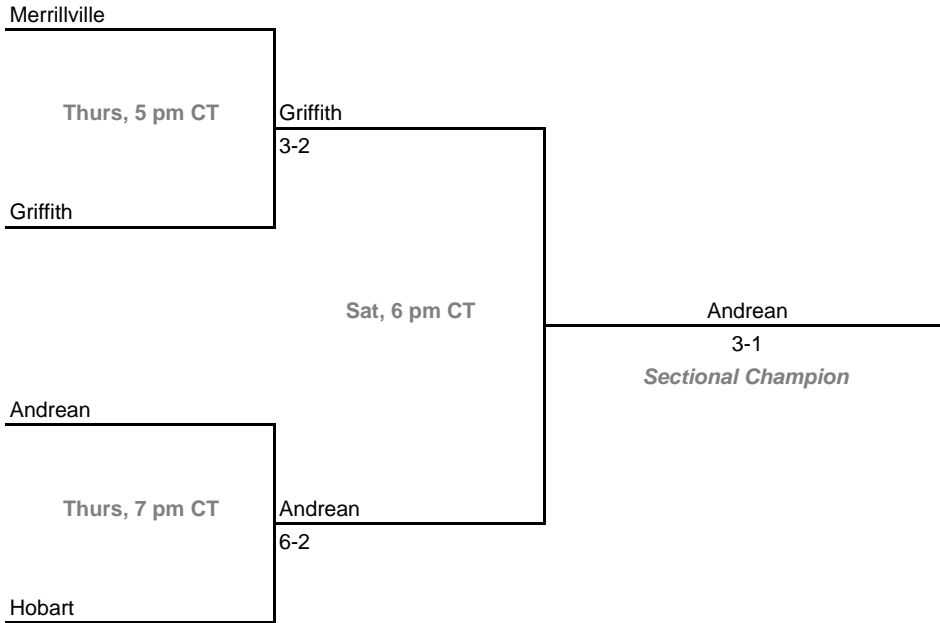 Merrillville
Thurs, 5 pm CT
Griffith
3-2
Griffith
Sat, 6 pm CT
Andrean
3-1
Sectional Champion
Andrean
Thurs, 7 pm CT
Andrean
6-2
Hobart